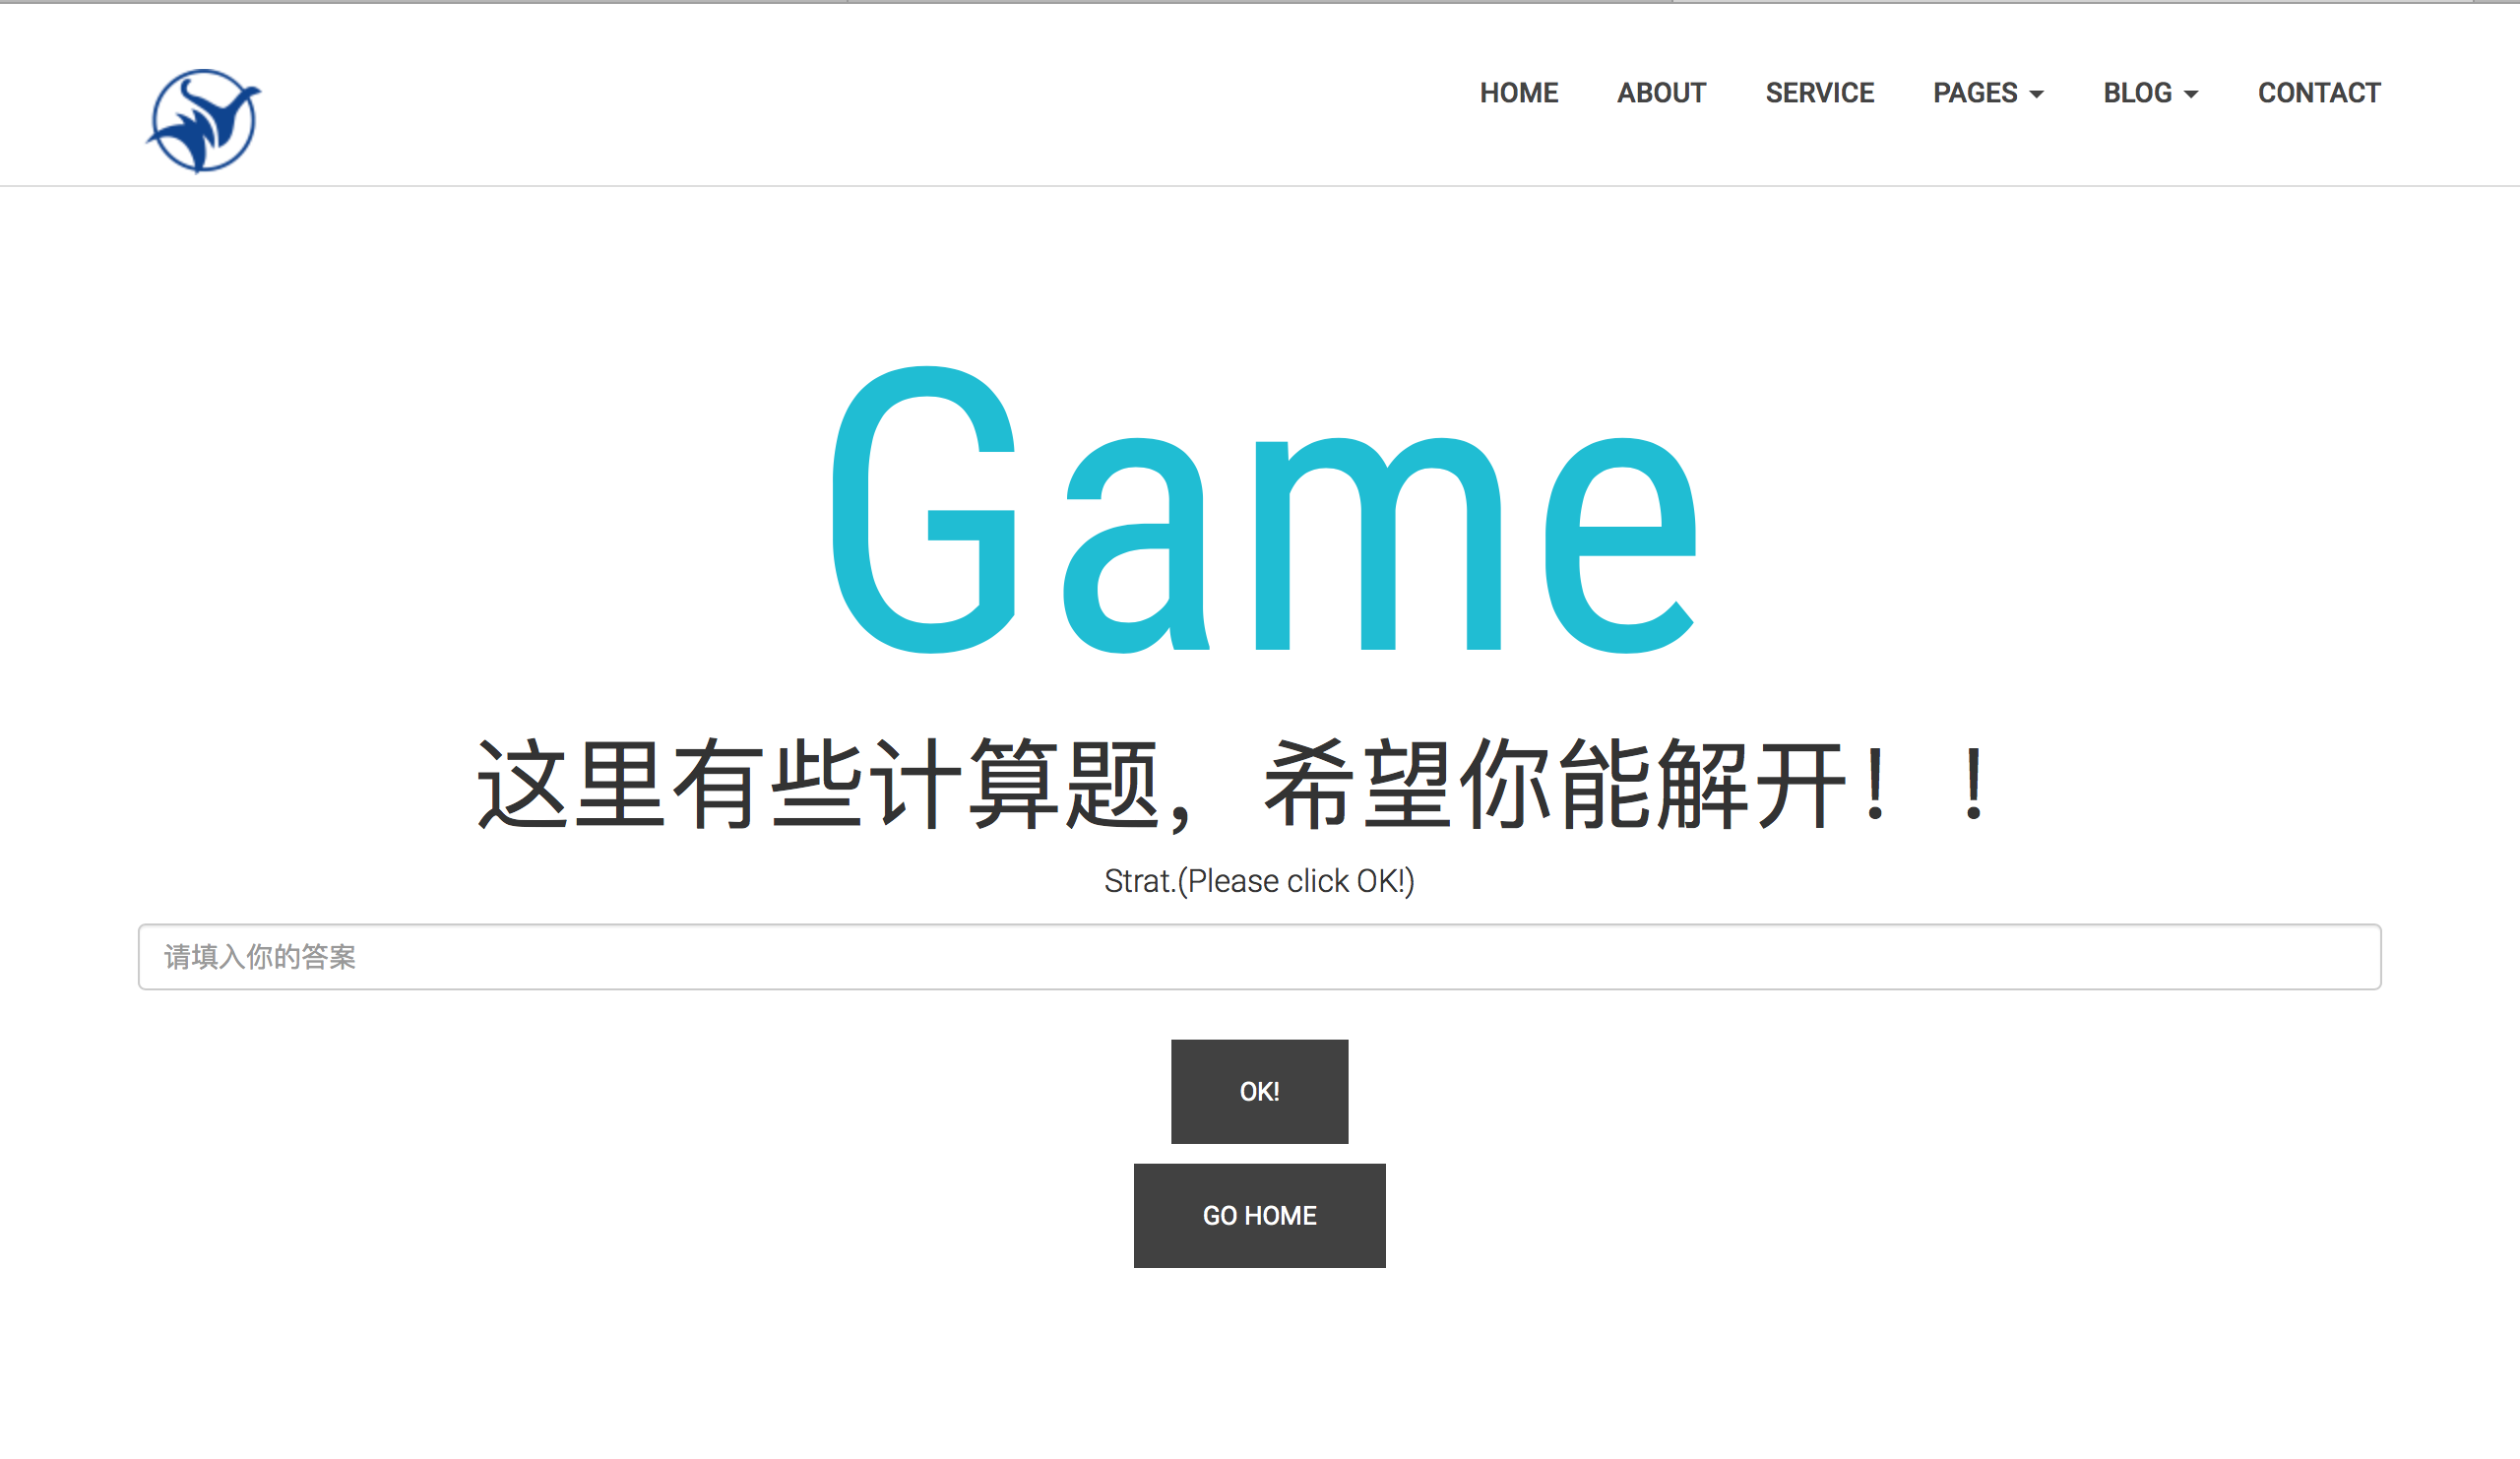 HOME ABOUT SERVICE PAGES BLOG CONTACT
Game
这里有些计算题，希望你能解开！！
Strat.(Please click OK!)
请填入你的答案
OK!
GO HOME